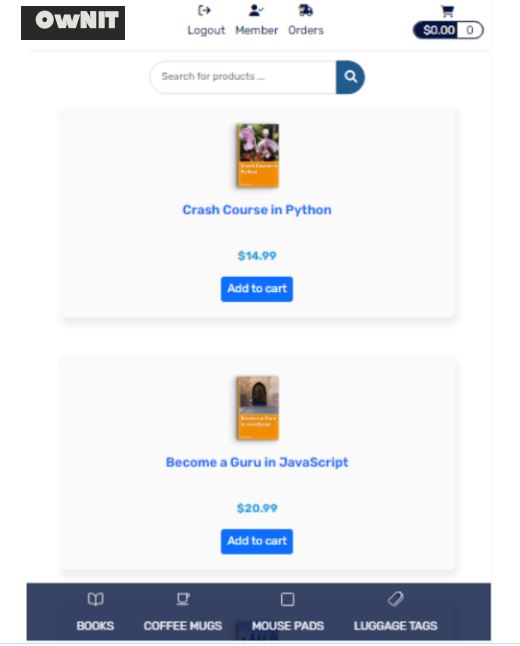 OwNIT
Logout Member Orders
$0.00 0
Search for products ...
Crash Course in
Python
Crash Course in Python
$14.99
Add to cart
Become a Guru
in JavaScript
Become a Guru in JavaScript
$20.99
Add to cart
BOOKS COFFEE MUGS MOUSE PADS LUGGAGE TAGS